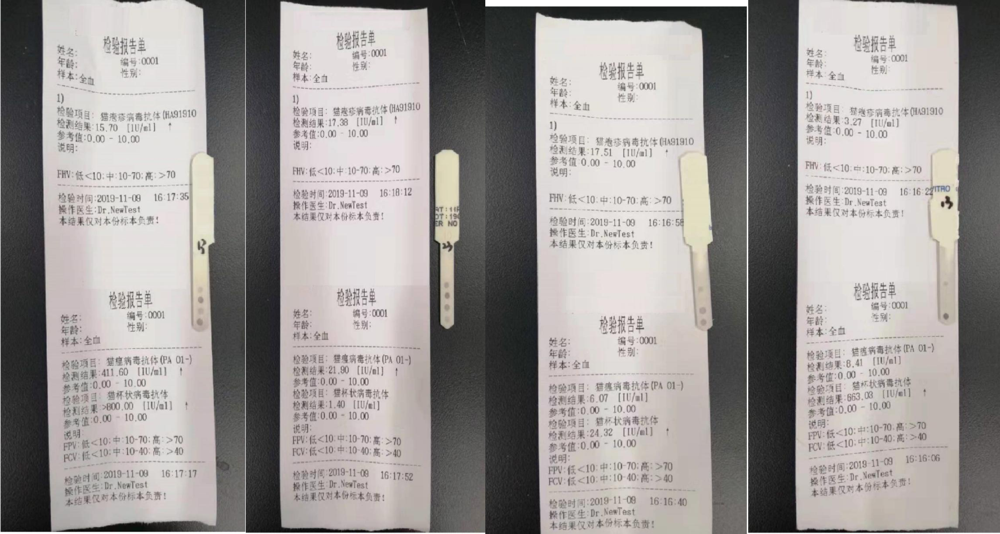 检验报告单
姓名:
编号:0001
年龄:
性别:
样本:全血
1)
检验项目: 猫疱疹病毒抗体(HA91910
检测结果:15.70 [IU/ml] ↑
参考值:0.00 - 10.00
说明:
FHV:低<10;中:10-70;高:>70
检验时间:2019-11-09 16:17:35
操作医生:Dr.NewTest
本结果仅对本份标本负责!
检验报告单
姓名:
编号:0001
年龄:
性别:
样本:全血
检验项目: 猫瘟病毒抗体(PA 01-)
检测结果:411.60 [IU/ml] ↑
参考值:0.00 - 10.00
检验项目: 猫杯状病毒抗体
检测结果:>800.00 [IU/ml] ↑
参考值:0.00 - 10.00
说明:
FPV:低<10;中:10-70;高:>70
FCV:低<10;中:10-40;高:>40
检验时间:2019-11-09 16:17:17
操作医生:Dr.NewTest
本结果仅对本份标本负责!
检验报告单
姓名: 编号:0001
年龄: 性别:
样本:全血
1)
检验项目: 猫疱疹病毒抗体(HA91910
检测结果:17.38 [IU/ml] ↑
参考值:0.00 - 10.00
说明:
FHV:低<10;中:10-70;高:>70
检验时间:2019-11-09 16:18:12
操作医生:Dr.NewTest
本结果仅对本份标本负责!
AT:11
OT:19
ER NO
23
检验报告单
姓名: 编号:0001
年龄: 性别:
样本:全血
检验项目: 猫瘟病毒抗体(PA 01-)
检测结果:21.90 [IU/ml] ↑
参考值:0.00 - 10.00
检验项目: 猫杯状病毒抗体
检测结果:1.40 [IU/ml]
参考值:0.00 - 10.00
说明:
FPV:低<10;中:10-70;高:>70
FCV:低<10;中:10-40;高:>40
检验时间:2019-11-09 16:17:52
操作医生:Dr.NewTest
本结果仅对本份标本负责!
检验报告单
姓名:
编号:0001
年龄:
性别:
样本:全血
1)
检验项目: 猫疱疹病毒抗体(HA91910
检测结果:17.51 [IU/ml] ↑
参考值:0.00 - 10.00
说明:
FHV:低<10;中:10-70;高:>70
检验时间:2019-11-09 16:16:58
操作医生:Dr.NewTest
本结果仅对本份标本负责!
检验报告单
姓名: 编号:0001
年龄: 性别:
样本:全血
检验项目: 猫瘟病毒抗体(PA 01-)
检测结果:6.07 [IU/ml]
参考值:0.00 - 10.00
检验项目: 猫杯状病毒抗体
检测结果:24.32 [IU/ml] ↑
参考值:0.00 - 10.00
说明:
FPV:低<10;中:10-70;高:>70
FCV:低<10;中:10-40;高:>40
检验时间:2019-11-09 16:16:40
操作医生:Dr.NewTest
本结果仅对本份标本负责!
检验报告单
姓名:
编号:0001
年龄:
性别:
样本:全血
1)
检验项目: 猫疱疹病毒抗体(HA91910
检测结果:3.27 [IU/ml]
参考值:0.00 - 10.00
说明:
FHV:低<10;中:10-70;高:>70
检验时间:2019-11-09 16:16:22
操作医生:Dr.NewTest
本结果仅对本份标本负责!
ITRO
13
检验报告单
姓名: 编号:0001
年龄: 性别:
样本:全血
检验项目: 猫瘟病毒抗体(PA 01-)
检测结果:8.41 [IU/ml]
参考值:0.00 - 10.00
检验项目: 猫杯状病毒抗体
检测结果:663.03 [IU/ml] ↑
参考值:0.00 - 10.00
说明:
FPV:低<10;中:10-70;高:>70
FCV:低<10;中:10-40;高:>40
检验时间:2019-11-09 16:16:06
操作医生:Dr.NewTest
本结果仅对本份标本负责!